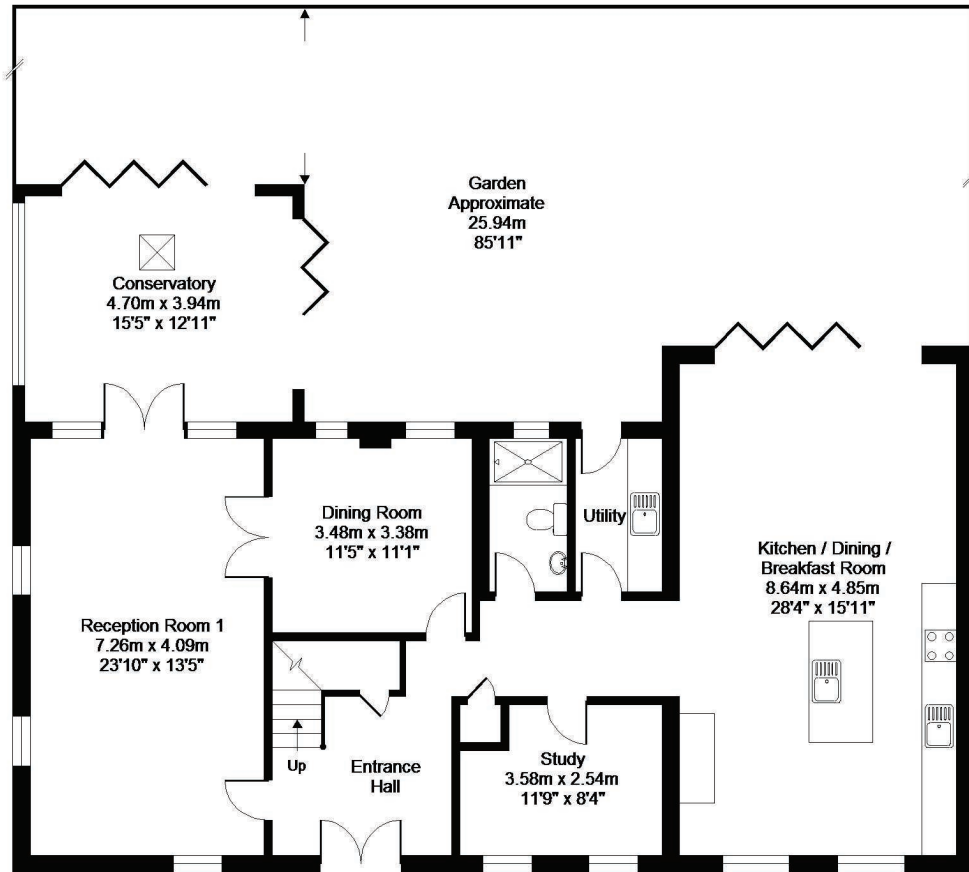 Garden
Approximate
25.94m
85'11"
Conservatory
4.70m x 3.94m
15'5" x 12'11"
Dining Room
3.48m x 3.38m
11'5" x 11'1"
Utility
Kitchen / Dining /
Breakfast Room
8.64m x 4.85m
28'4" x 15'11"
Reception Room 1
7.26m x 4.09m
23'10" x 13'5"
Up
Entrance
Hall
Study
3.58m x 2.54m
11'9" x 8'4"